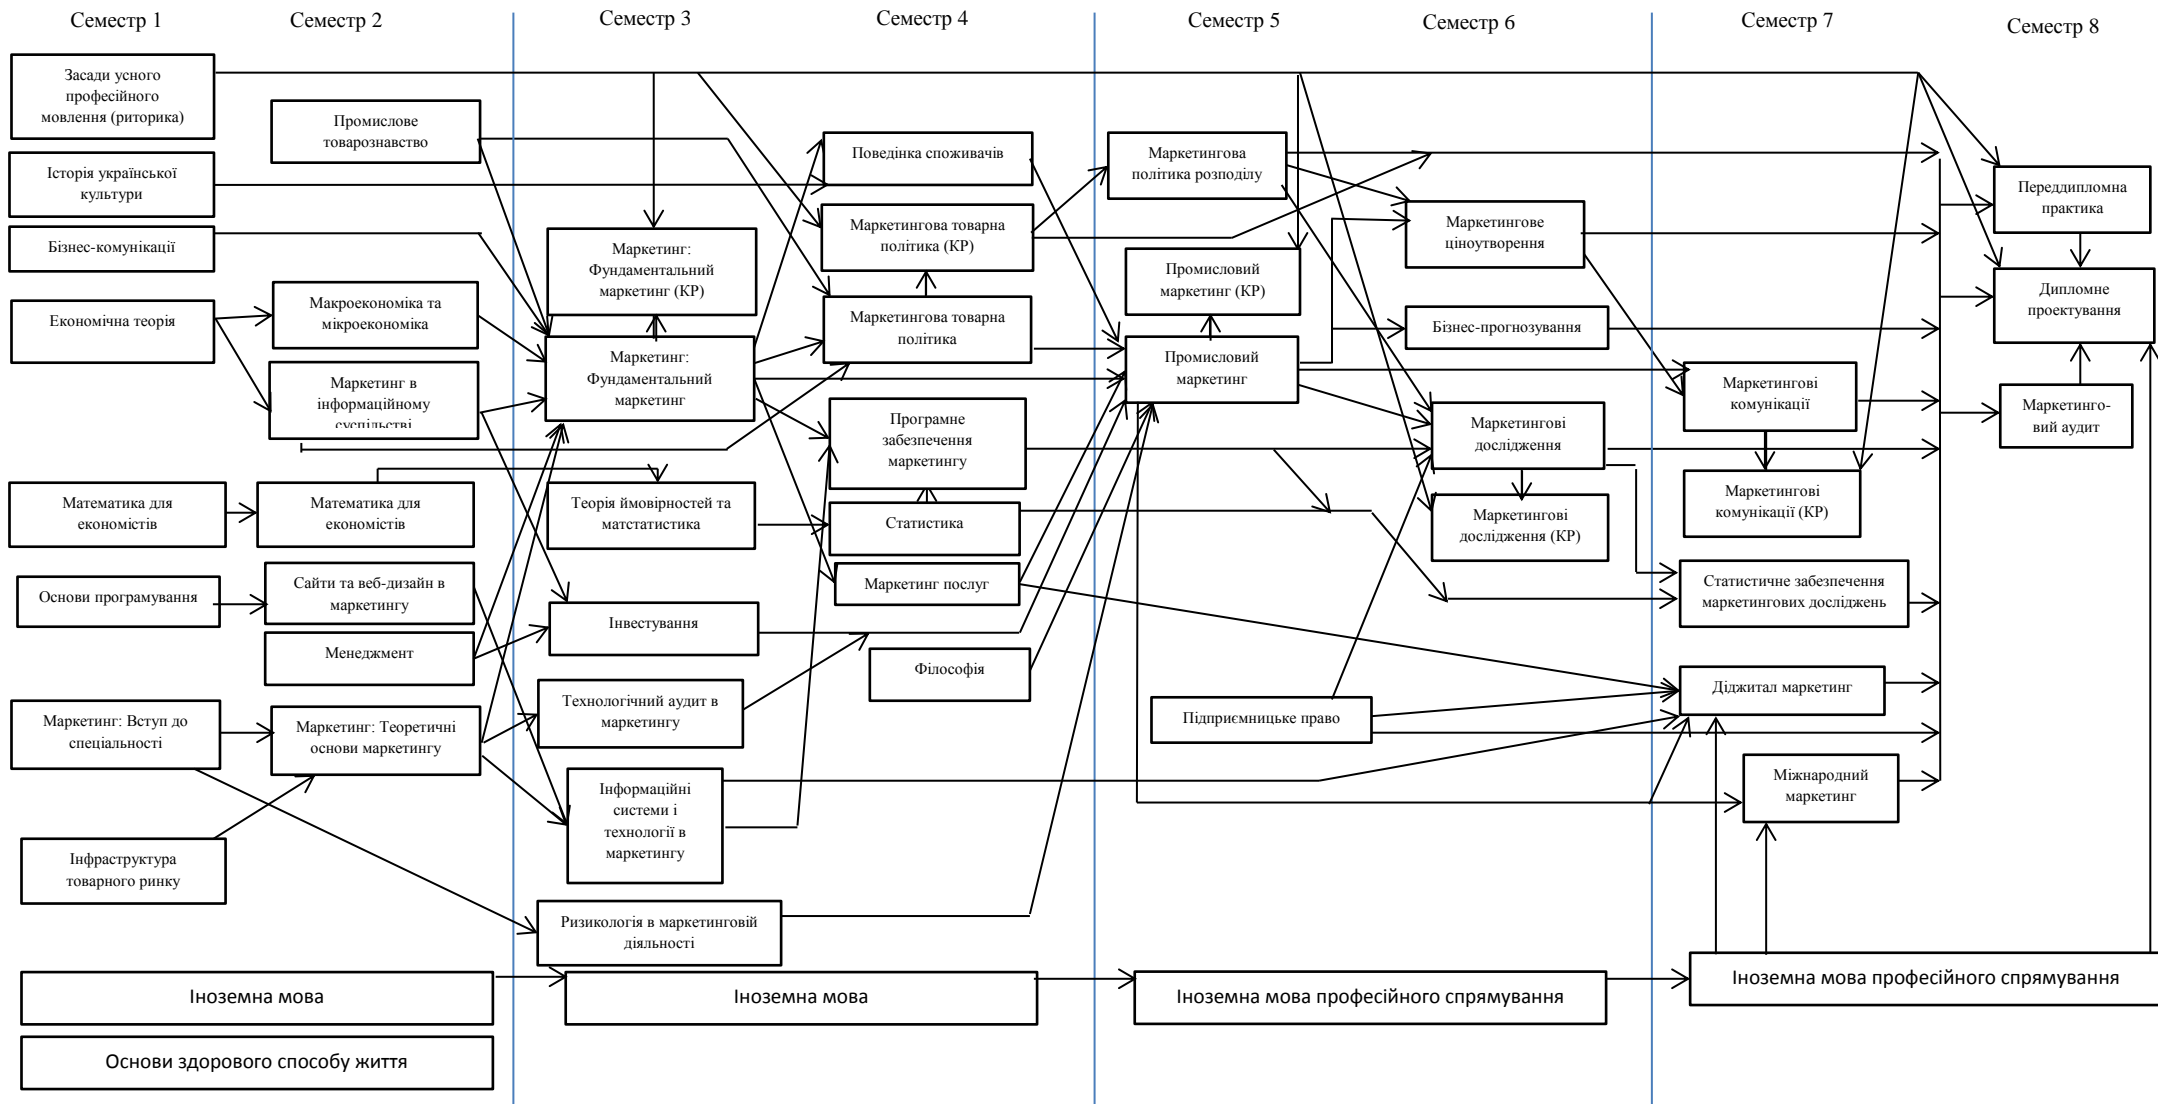 Семестр 1
Семестр 2
Семестр 3
Семестр 4
Семестр 5
Семестр 6
Семестр 7
Семестр 8
Засади усного
професійного
мовлення (риторика)
Історія української
культури
Бізнес-комунікації
Економічна теорія
Математика для
економістів
Основи програмування
Маркетинг: Вступ до
спеціальності
Інфраструктура
товарного ринку
Промислове
товарознавство
Макроекономіка та
мікроекономіка
Маркетинг в
інформаційному
суспільстві
Математика для
економістів
Сайти та веб-дизайн в
маркетингу
Менеджмент
Маркетинг: Теоретичні
основи маркетингу
Маркетинг:
Фундаментальний
маркетинг (КР)
Маркетинг:
Фундаментальний
маркетинг
Теорія ймовірностей та
матстатистика
Інвестування
Технологічний аудит в
маркетингу
Інформаційні
системи і
технології в
маркетингу
Ризикологія в маркетинговій
діяльності
Поведінка споживачів
Маркетингова товарна
політика (КР)
Маркетингова товарна
політика
Програмне
забезпечення
маркетингу
Статистика
Маркетинг послуг
Філософія
Маркетингова
політика розподілу
Промисловий
маркетинг (КР)
Промисловий
маркетинг
Підприємницьке право
Маркетингове
ціноутворення
Бізнес-прогнозування
Маркетингові
дослідження
Маркетингові
дослідження (КР)
Маркетингові
комунікації
Маркетингові
комунікації (КР)
Статистичне забезпечення
маркетингових досліджень
Діджитал маркетинг
Міжнародний
маркетинг
Переддипломна
практика
Дипломне
проектування
Маркетинго-
вий аудит
Іноземна мова
Іноземна мова
Іноземна мова професійного спрямування
Іноземна мова професійного спрямування
Основи здорового способу життя